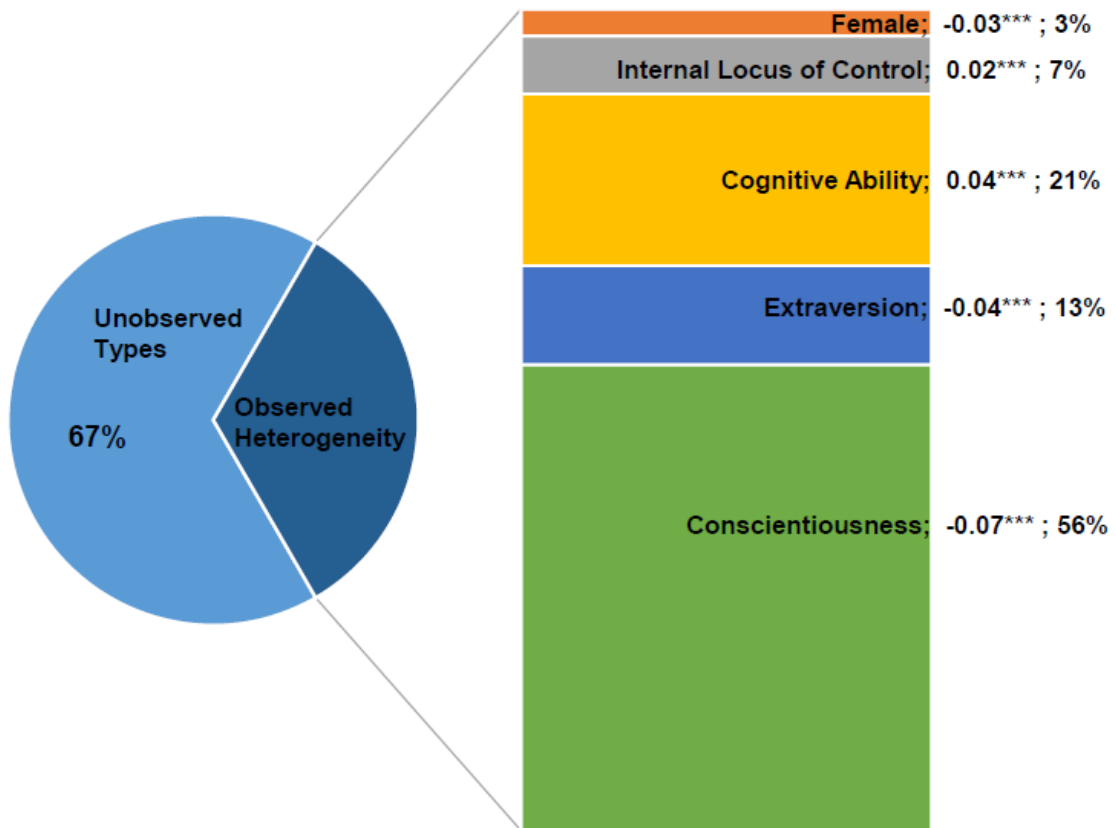 Female; -0.03*** ; 3%
Internal Locus of Control; 0.02*** ; 7%
Cognitive Ability; 0.04*** ; 21%
Extraversion; -0.04*** ; 13%
Conscientiousness; -0.07*** ; 56%
Unobserved
Types
67%
Observed
Heterogeneity